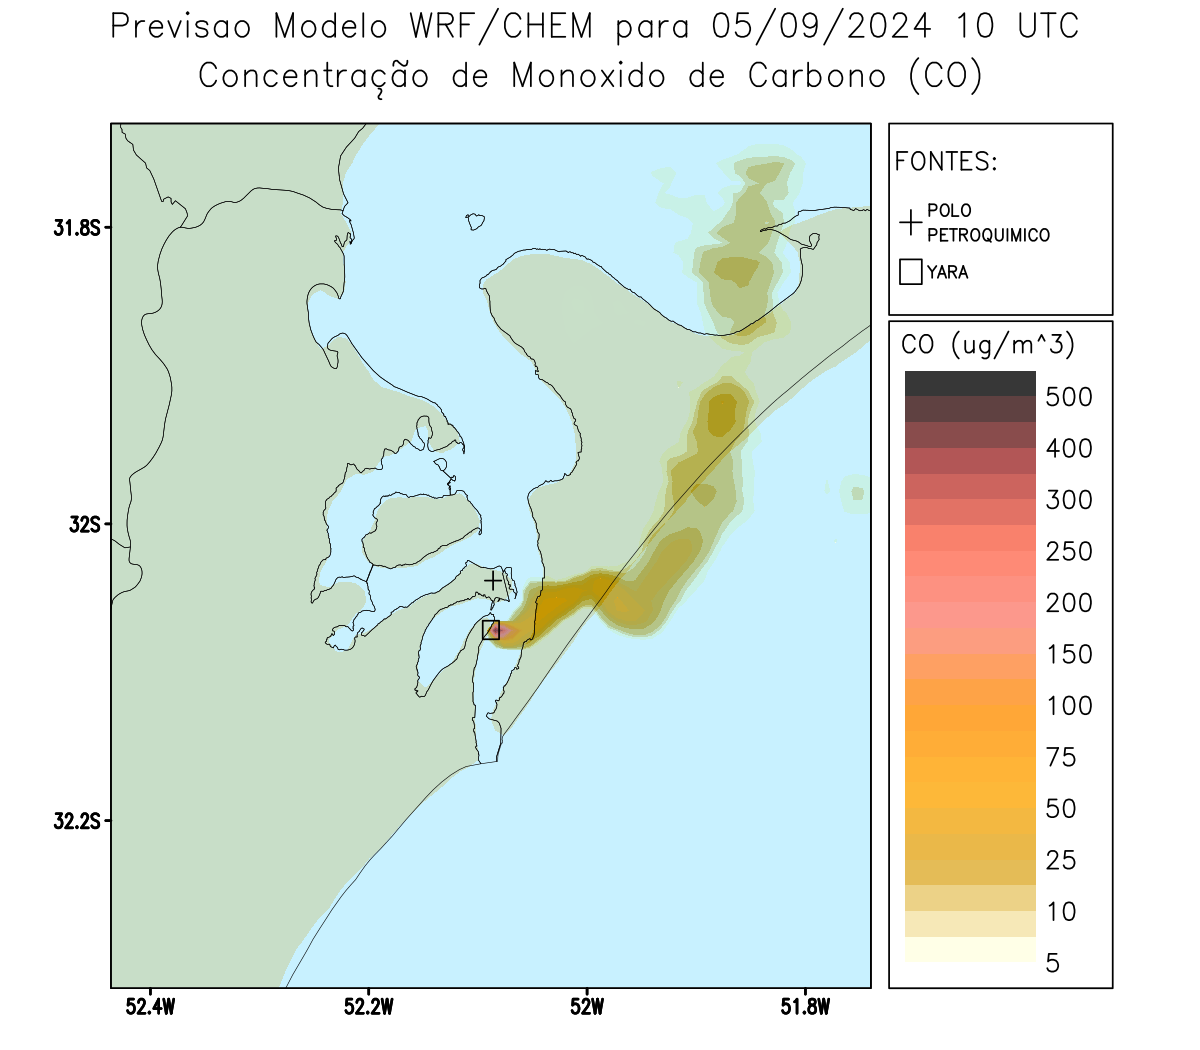 Previsao Modelo WRF/CHEM para 05/09/2024 10 UTC
Concentração de Monoxido de Carbono (CO)
FONTES:
POLO
PETROQUIMICO
YARA
CO (ug/m^3)
500
400
300
250
200
150
100
75
50
25
10
5
31.8S
32S
32.2S
52.4W
52.2W
52W
51.8W